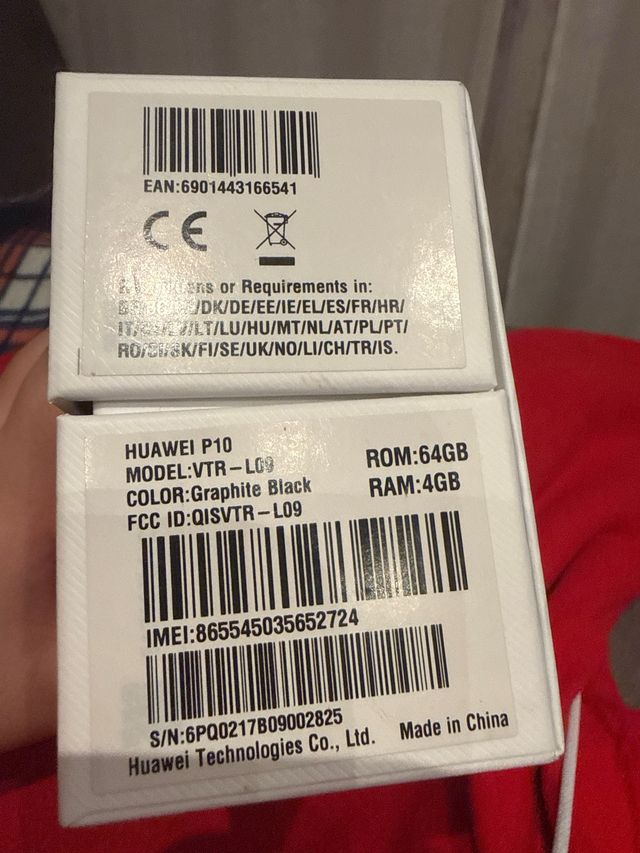 EAN:6901443166541
CE
ens or Requirements in:
/DK/DE/EE/IE/EL/ES/FR/HR/
IT/ /LT/LU/HU/MT/NL/AT/PL/PT/
RO/SI/SK/FI/SE/UK/NO/LI/CH/TR/IS.
HUAWEI P10
MODEL:VTR-L09
COLOR:Graphite Black
FCC ID:QISVTR-L09
ROM:64GB
RAM:4GB
IMEI:865545035652724
S/N:6PQ0217B09002825
Huawei Technologies Co., Ltd. Made in China